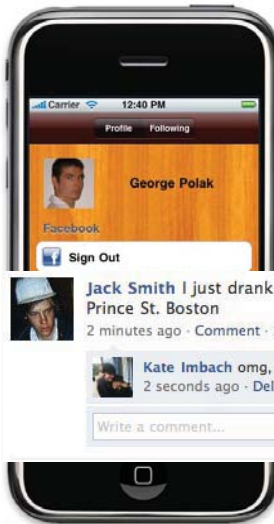 Carrier 12:40 PM
Profile Following
George Polak
Facebook
f Sign Out
Jack Smith I just drank
Prince St. Boston
2 minutes ago · Comment ·
Kate Imbach omg,
2 seconds ago · Del
Write a comment...